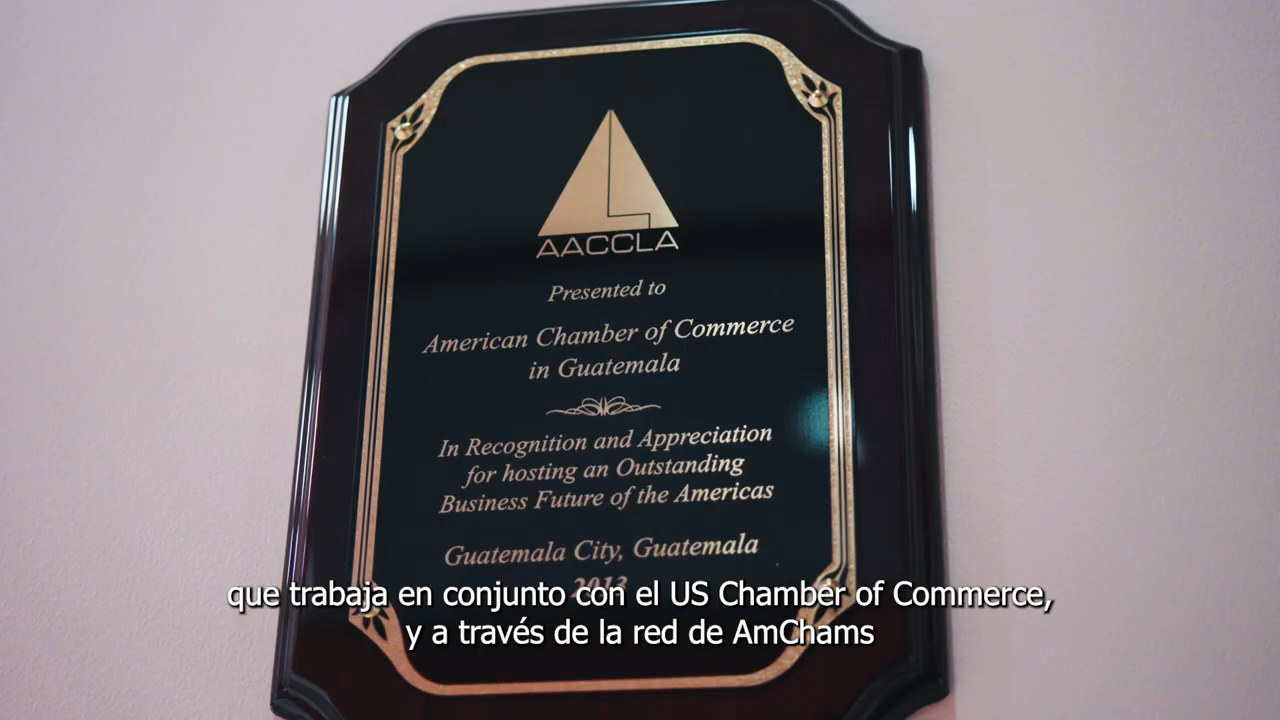 AACCLA
Presented to
American Chamber of Commerce
in Guatemala
In Recognition and Appreciation
for hosting an Outstanding
Business Future of the Americas
Guatemala City, Guatemala
2013
que trabaja en conjunto con el US Chamber of Commerce,
y a través de la red de AmChams